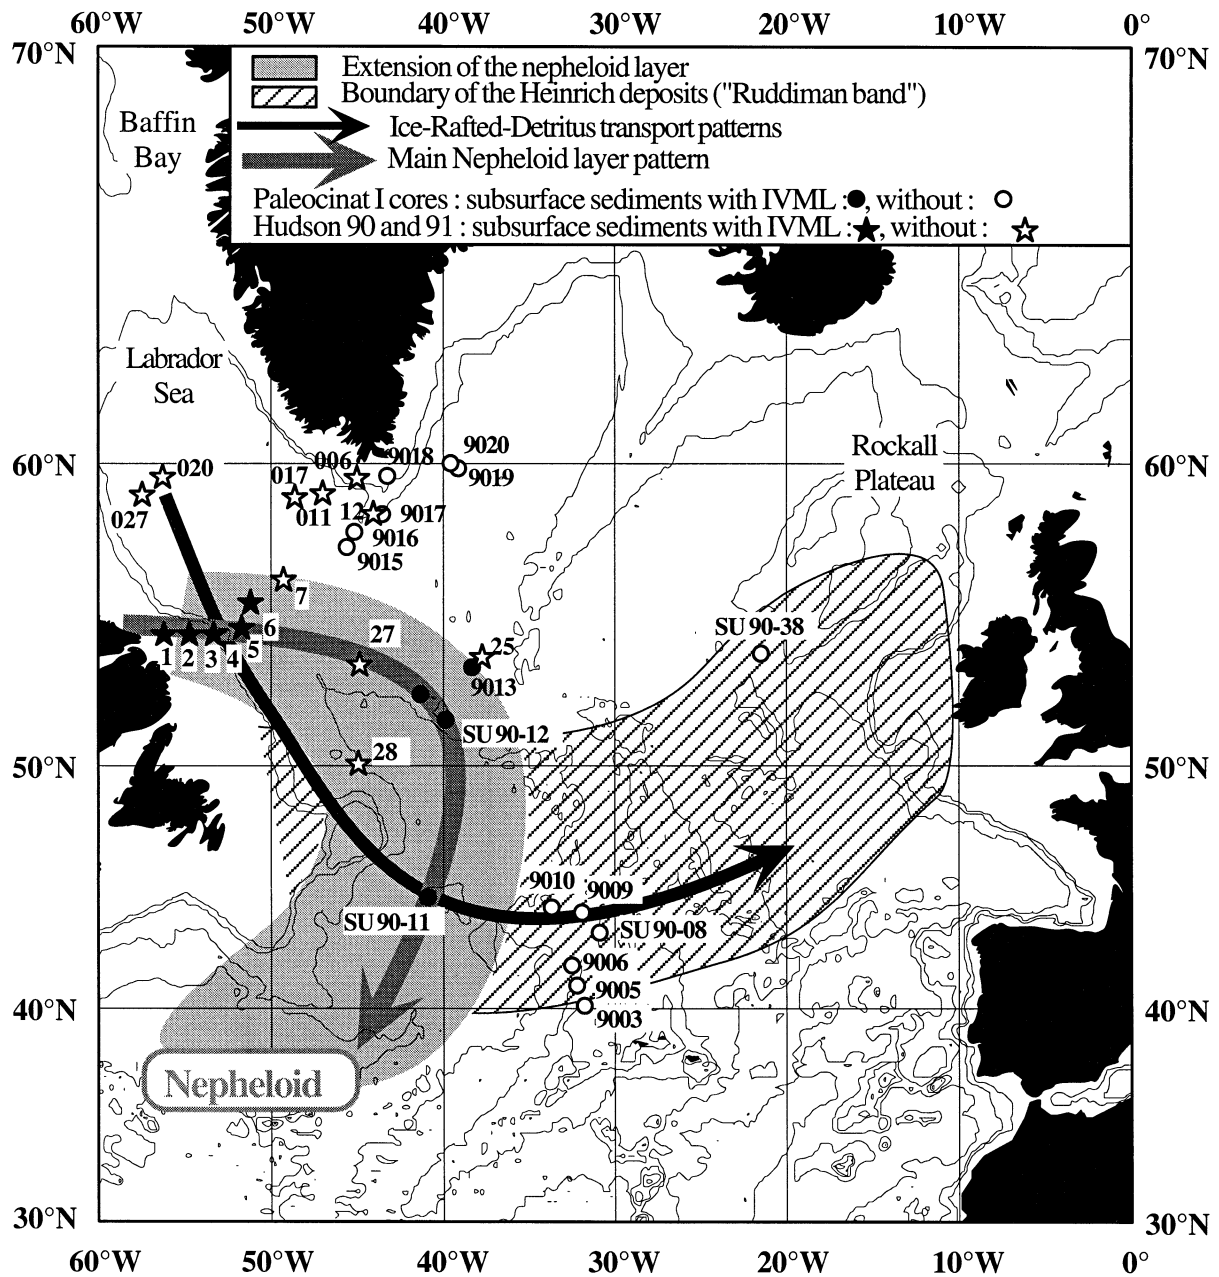 60°W 50°W 40°W 30°W 20°W 10°W 0°
70°N 70°N
Extension of the nepheloid layer
Boundary of the Heinrich deposits ("Ruddiman band")
Baffin
Bay
Ice-Rafted-Detritus transport patterns
Main Nepheloid layer pattern
Paleocinat I cores : subsurface sediments with IVML : , without :
Hudson 90 and 91 : subsurface sediments with IVML : , without :
Labrador
Sea
Rockall
Plateau
60°N 60°N
9020
9018
006
020
017
9019
027
011
12
9017
9016
9015
7
6
5
1 2 3 4
27
25
9013
SU 90-38
SU 90-12
28
50°N 50°N
9010
9009
SU 90-11
SU 90-08
9006
9005
9003
40°N 40°N
Nepheloid
30°N 30°N
60°W 50°W 40°W 30°W 20°W 10°W 0°